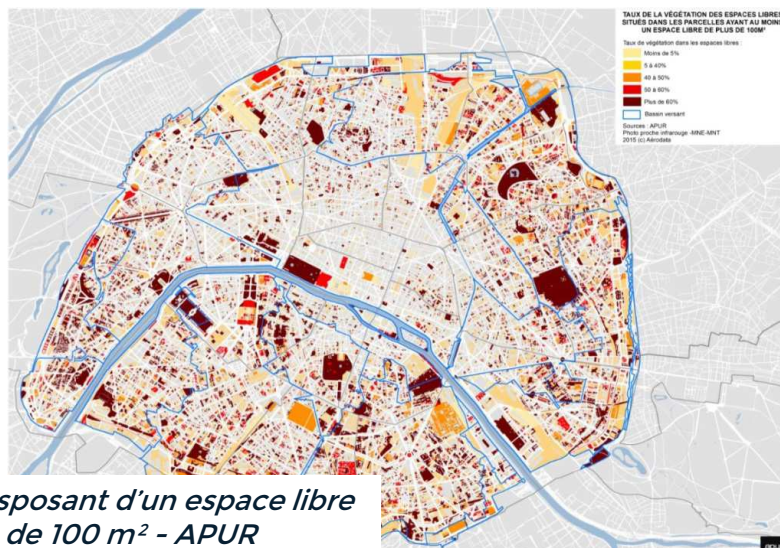 TAUX DE LA VÉGÉTATION DES ESPACES LIBRES
SITUÉS DANS LES PARCELLES AYANT AU MOINS
UN ESPACE LIBRE DE PLUS DE 100M²
Taux de végétation dans les espaces libres :
Moins de 5%
5 à 40%
40 à 50%
50 à 60%
Plus de 60%
Bassin versant
Sources : APUR
Photo proche infrarouge -MNE-MNT
2015 (c) Aérodata
sposant d'un espace libre
de 100 m² - APUR